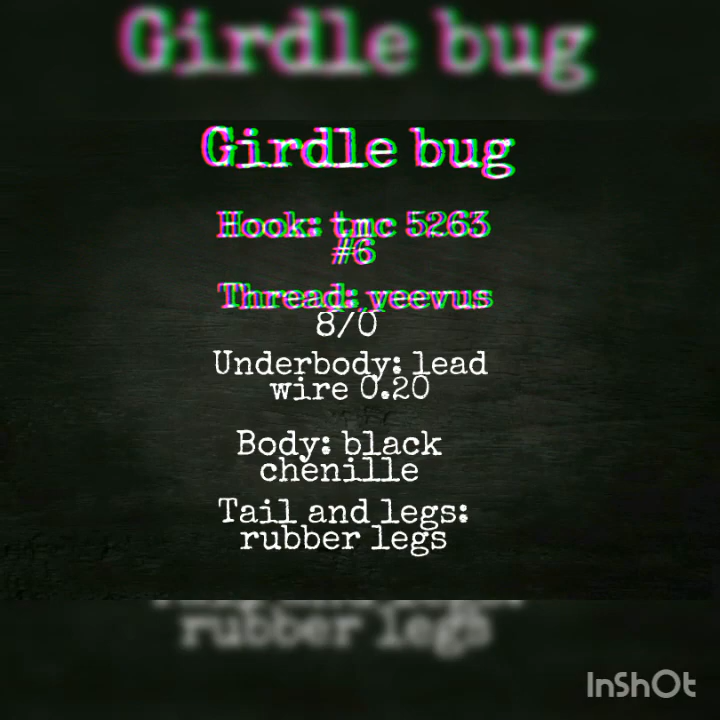 Girdle bug
Girdle bug
Hook: tmc 5263
#6
Thread: veevus
8/0
Underbody: lead
wire 0.20
Body: black
chenille
Tail and legs:
rubber legs
rubber legs
InShOt